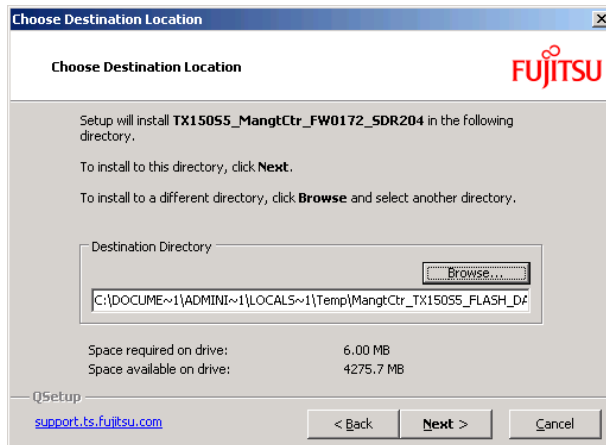 Choose Destination Location
Choose Destination Location
FUJITSU
Setup will install TX150S5_MangtCtr_FW0172_SDR204 in the following
directory.
To install to this directory, click Next.
To install to a different directory, click Browse and select another directory.
Destination Directory
Browse...
C:\DOCUME~1\ADMINI~1\LOCALS~1\Temp\MangtCtr_TX150S5_FLASH_DA
Space required on drive: 6.00 MB
Space available on drive: 4275.7 MB
QSetup
support.ts.fujitsu.com
< Back
Next >
Cancel